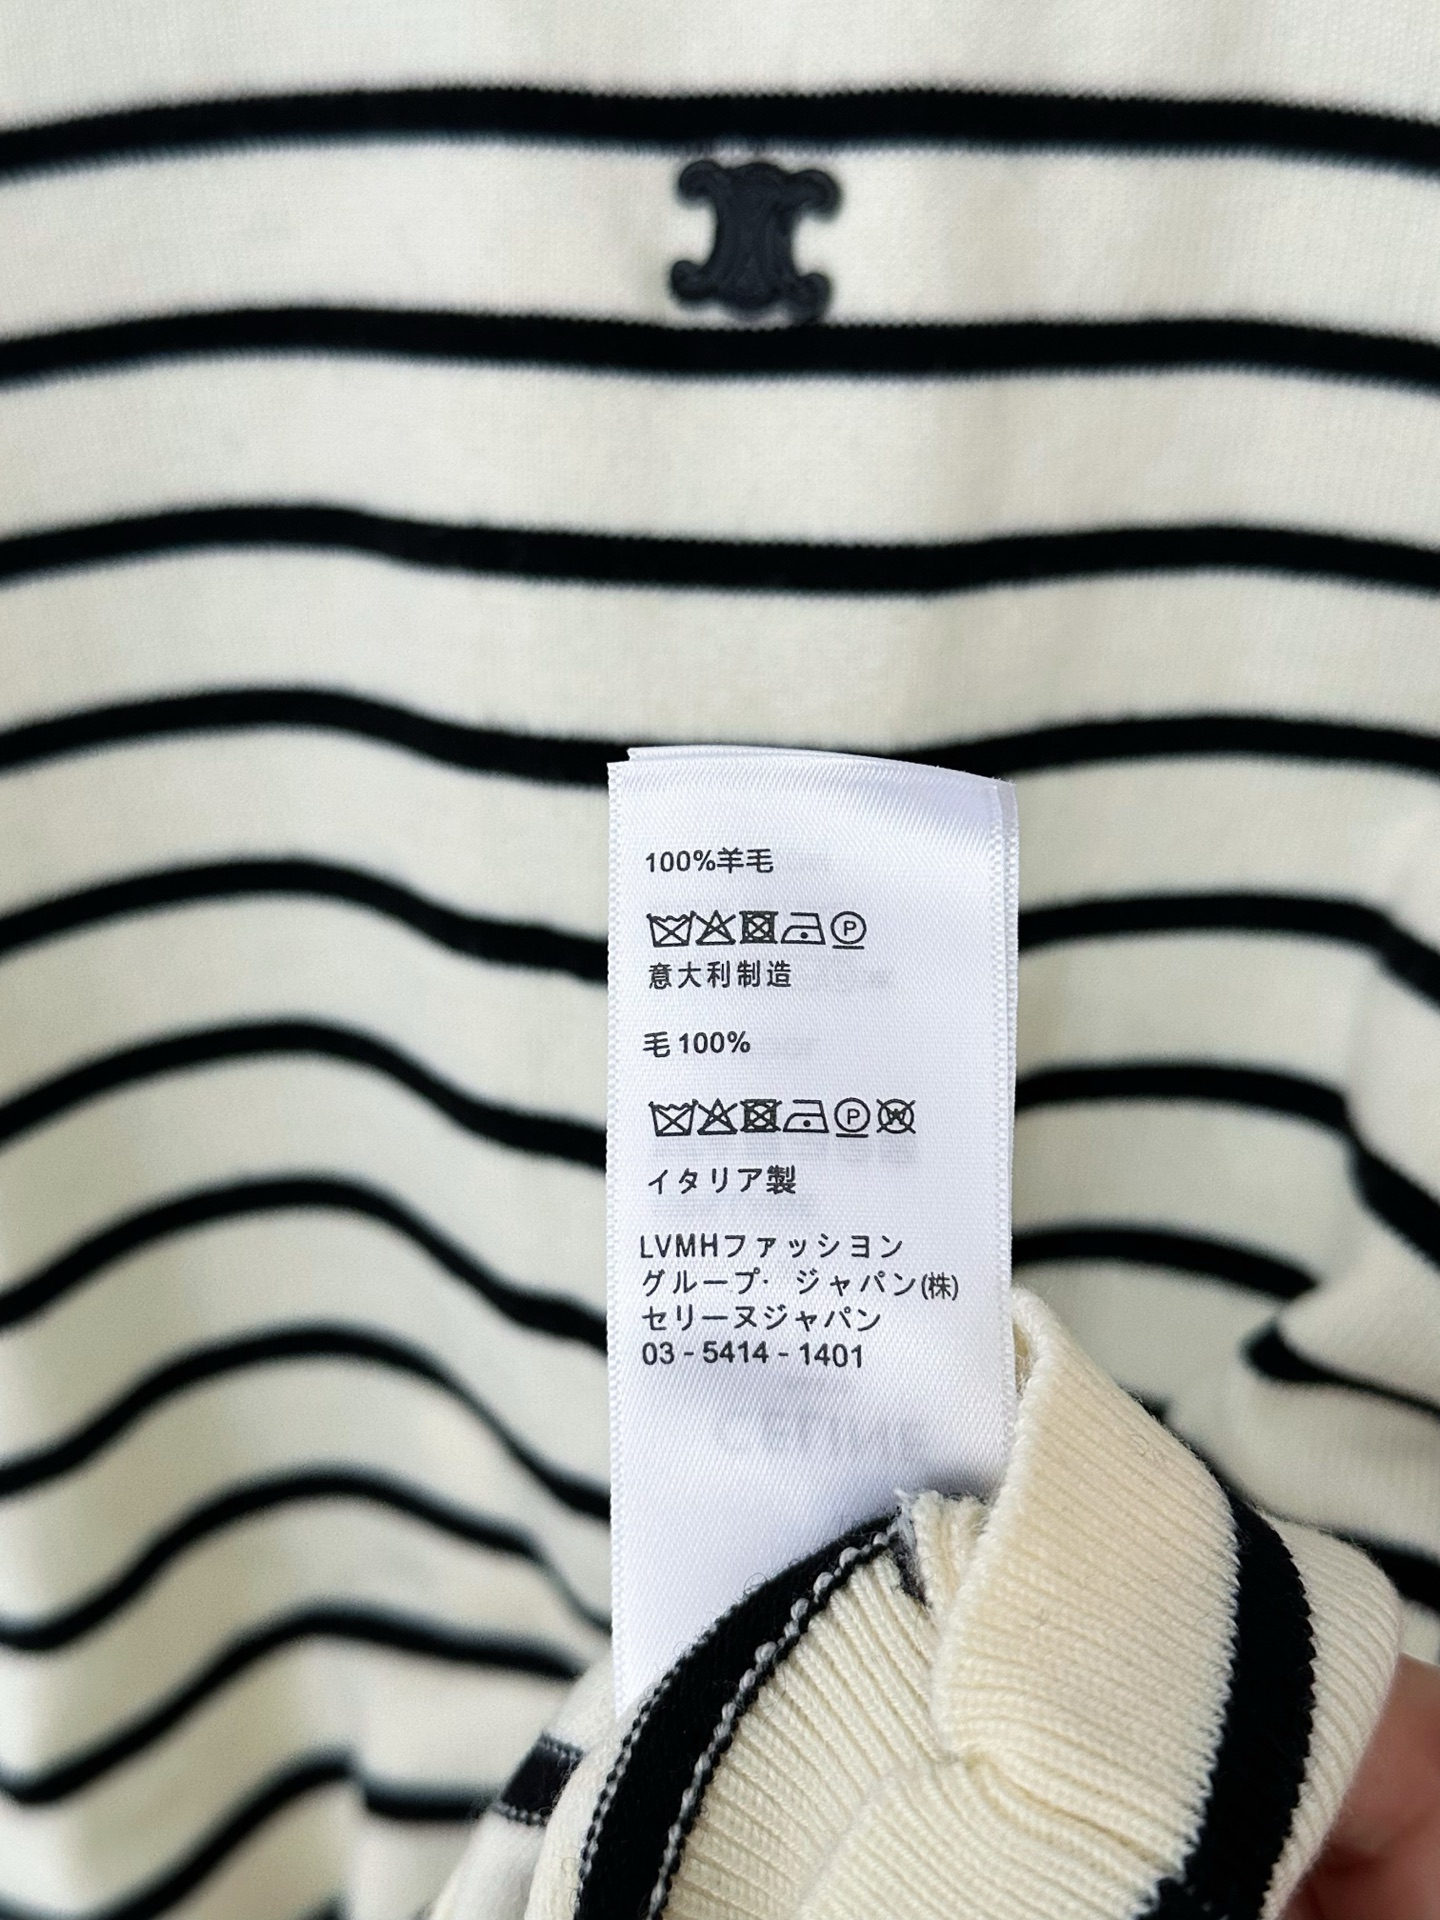 100%羊毛
P
意大利制造
毛 100%
P W
イタリア製
LVMHファッション
グループ・ ジャパン(株)
セリーヌジャパン
03 - 5414 - 1401